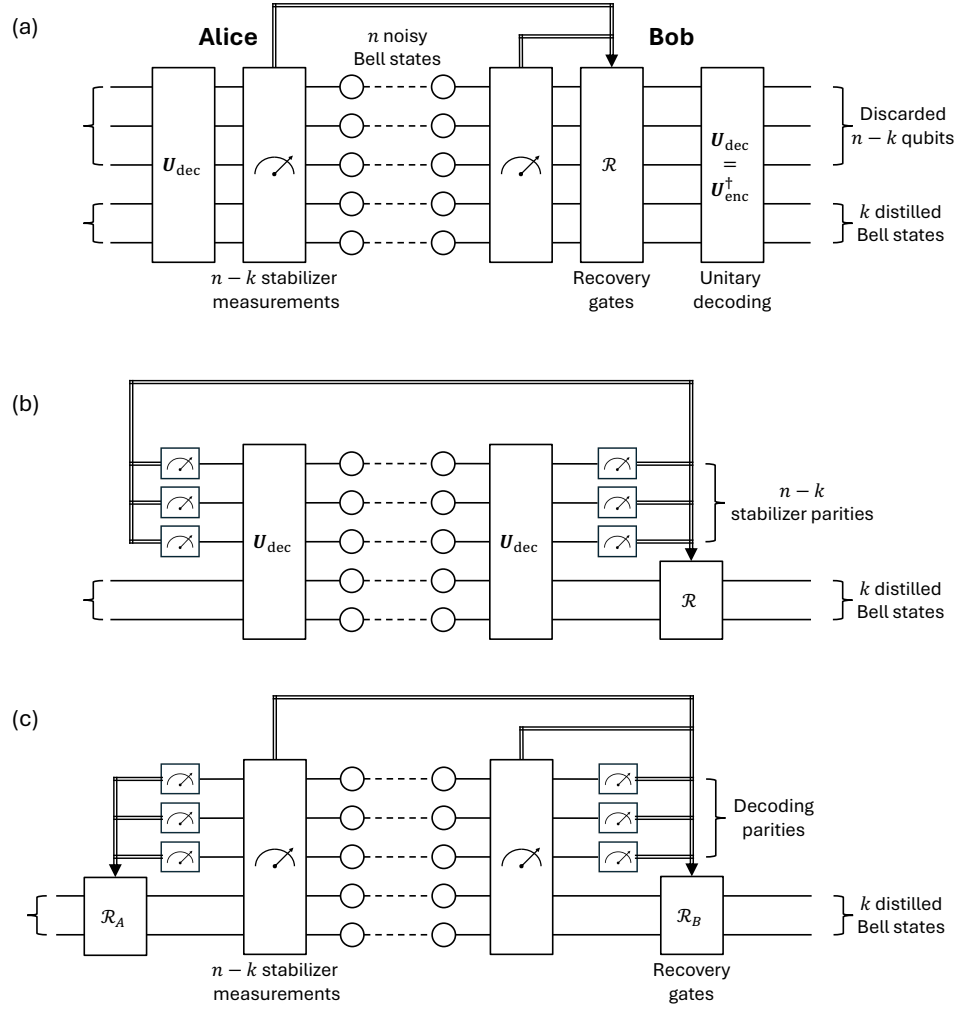 (a)
Alice
n noisy
Bell states
Bob
U_dec
ℛ
U_dec
=
U†_enc
Discarded
n − k qubits
k distilled
Bell states
n − k stabilizer
measurements
Recovery
gates
Unitary
decoding
(b)
U_dec
U_dec
n − k
stabilizer parities
ℛ
k distilled
Bell states
(c)
Decoding
parities
ℛ_A
ℛ_B
k distilled
Bell states
n − k stabilizer
measurements
Recovery
gates